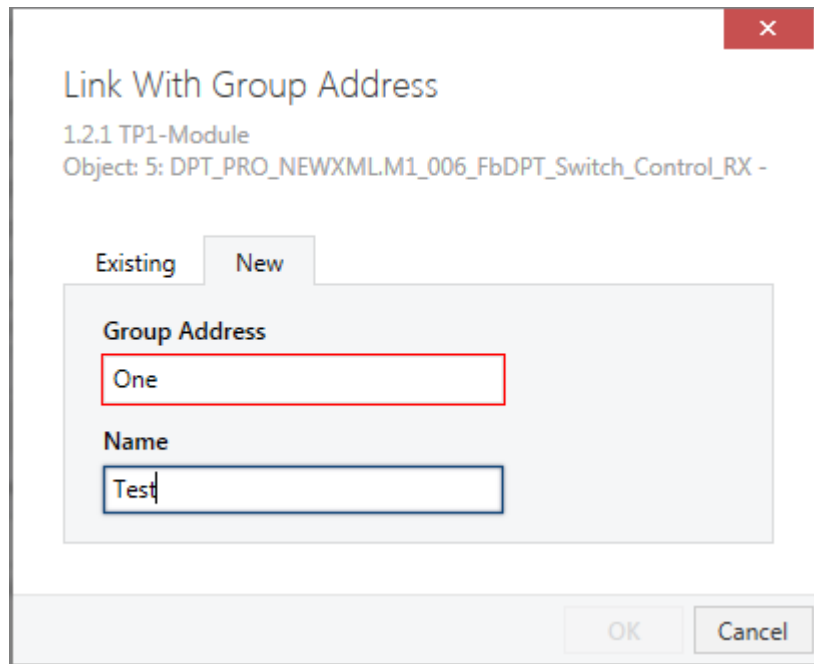 Link With Group Address
1.2.1 TP1-Module
Object: 5: DPT_PRO_NEWXML.M1_006_FbDPT_Switch_Control_RX -
Existing New
Group Address
One
Name
Test
OK Cancel